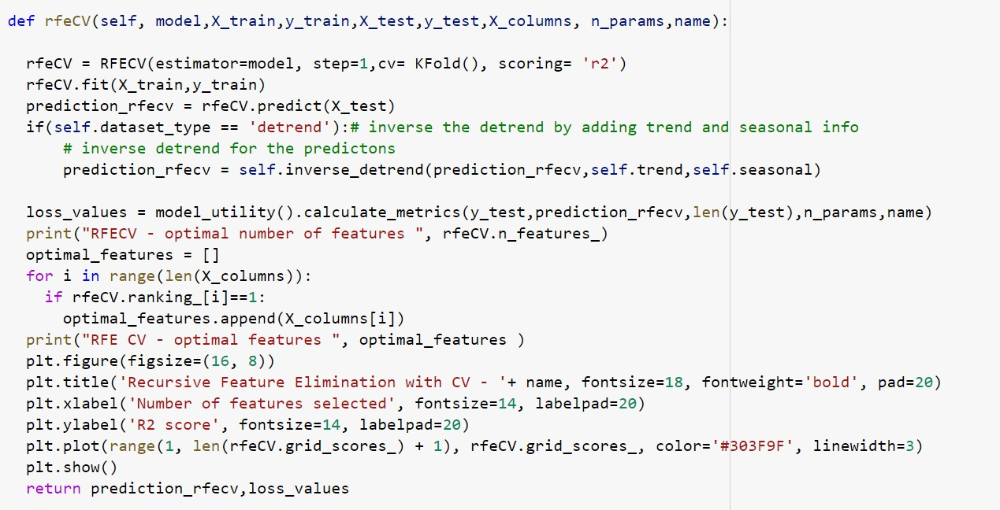 def rfeCV(self, model,X_train,y_train,X_test,y_test,X_columns, n_params,name):
rfeCV = RFECV(estimator=model, step=1,cv= KFold(), scoring= 'r2')
rfeCV.fit(X_train,y_train)
prediction_rfecv = rfeCV.predict(X_test)
if(self.dataset_type == 'detrend'):# inverse the detrend by adding trend and seasonal info
# inverse detrend for the predictons
prediction_rfecv = self.inverse_detrend(prediction_rfecv,self.trend,self.seasonal)
loss_values = model_utility().calculate_metrics(y_test,prediction_rfecv,len(y_test),n_params,name)
print("RFECV - optimal number of features ", rfeCV.n_features_)
optimal_features = []
for i in range(len(X_columns)):
if rfeCV.ranking_[i]==1:
optimal_features.append(X_columns[i])
print("RFE CV - optimal features ", optimal_features )
plt.figure(figsize=(16, 8))
plt.title('Recursive Feature Elimination with CV - '+ name, fontsize=18, fontweight='bold', pad=20)
plt.xlabel('Number of features selected', fontsize=14, labelpad=20)
plt.ylabel('R2 score', fontsize=14, labelpad=20)
plt.plot(range(1, len(rfeCV.grid_scores_) + 1), rfeCV.grid_scores_, color='#303F9F', linewidth=3)
plt.show()
return prediction_rfecv,loss_values